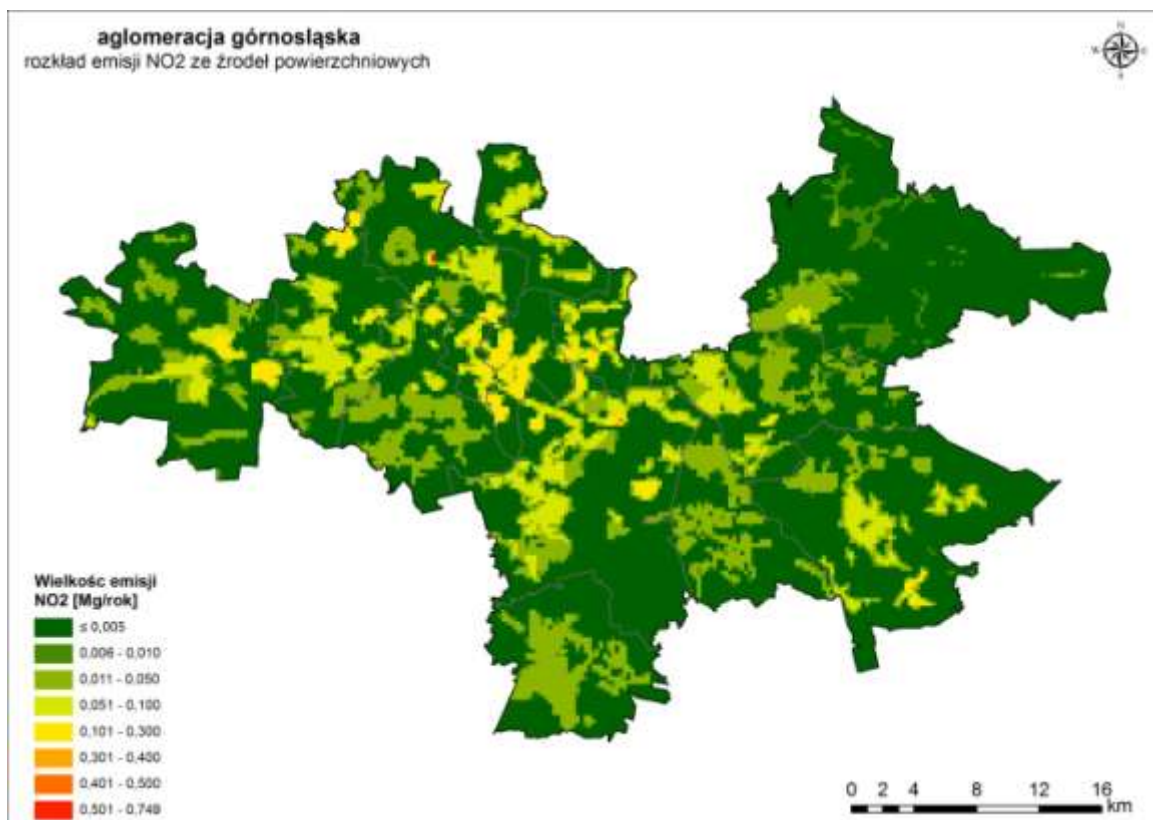 aglomeracja górnośląska
rozkład emisji NO2 ze źrodeł powierzchniowych
N
W
E
S
Wielkośc emisji
NO2 [Mg/rok]
≤ 0,005
0,006 - 0,010
0,011 - 0,050
0,051 - 0,100
0,101 - 0,300
0,301 - 0,400
0,401 - 0,500
0,501 - 0,749
0 2 4 8 12 16
km